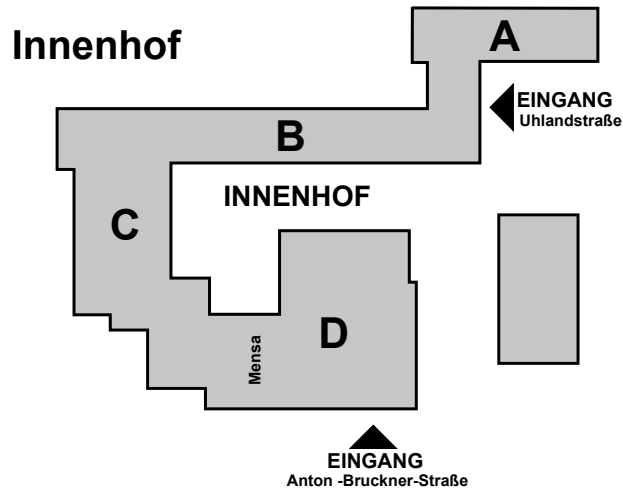 Innenhof
A
EINGANG
Uhlandstraße
B
INNENHOF
C
D
Mensa
EINGANG
Anton -Bruckner-Straße